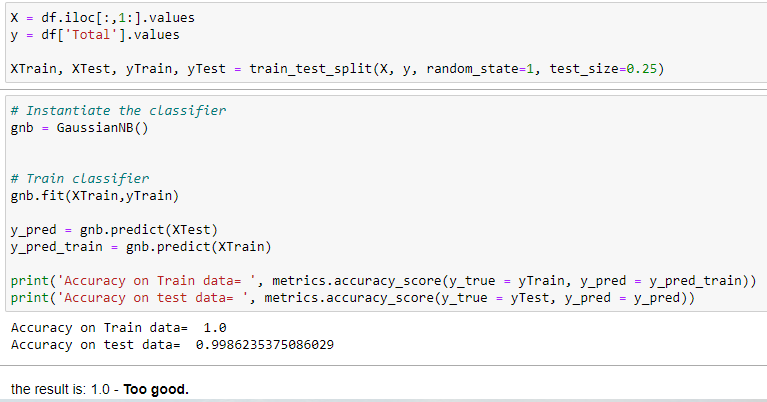 X = df.iloc[:,1:].values
y = df['Total'].values
XTrain, XTest, yTrain, yTest = train_test_split(X, y, random_state=1, test_size=0.25)
# Instantiate the classifier
gnb = GaussianNB()
# Train classifier
gnb.fit(XTrain,yTrain)
y_pred = gnb.predict(XTest)
y_pred_train = gnb.predict(XTrain)
print('Accuracy on Train data= ', metrics.accuracy_score(y_true = yTrain, y_pred = y_pred_train))
print('Accuracy on test data= ', metrics.accuracy_score(y_true = yTest, y_pred = y_pred))
Accuracy on Train data=  1.0
Accuracy on test data=  0.9986235375086029
the result is: 1.0 - Too good.